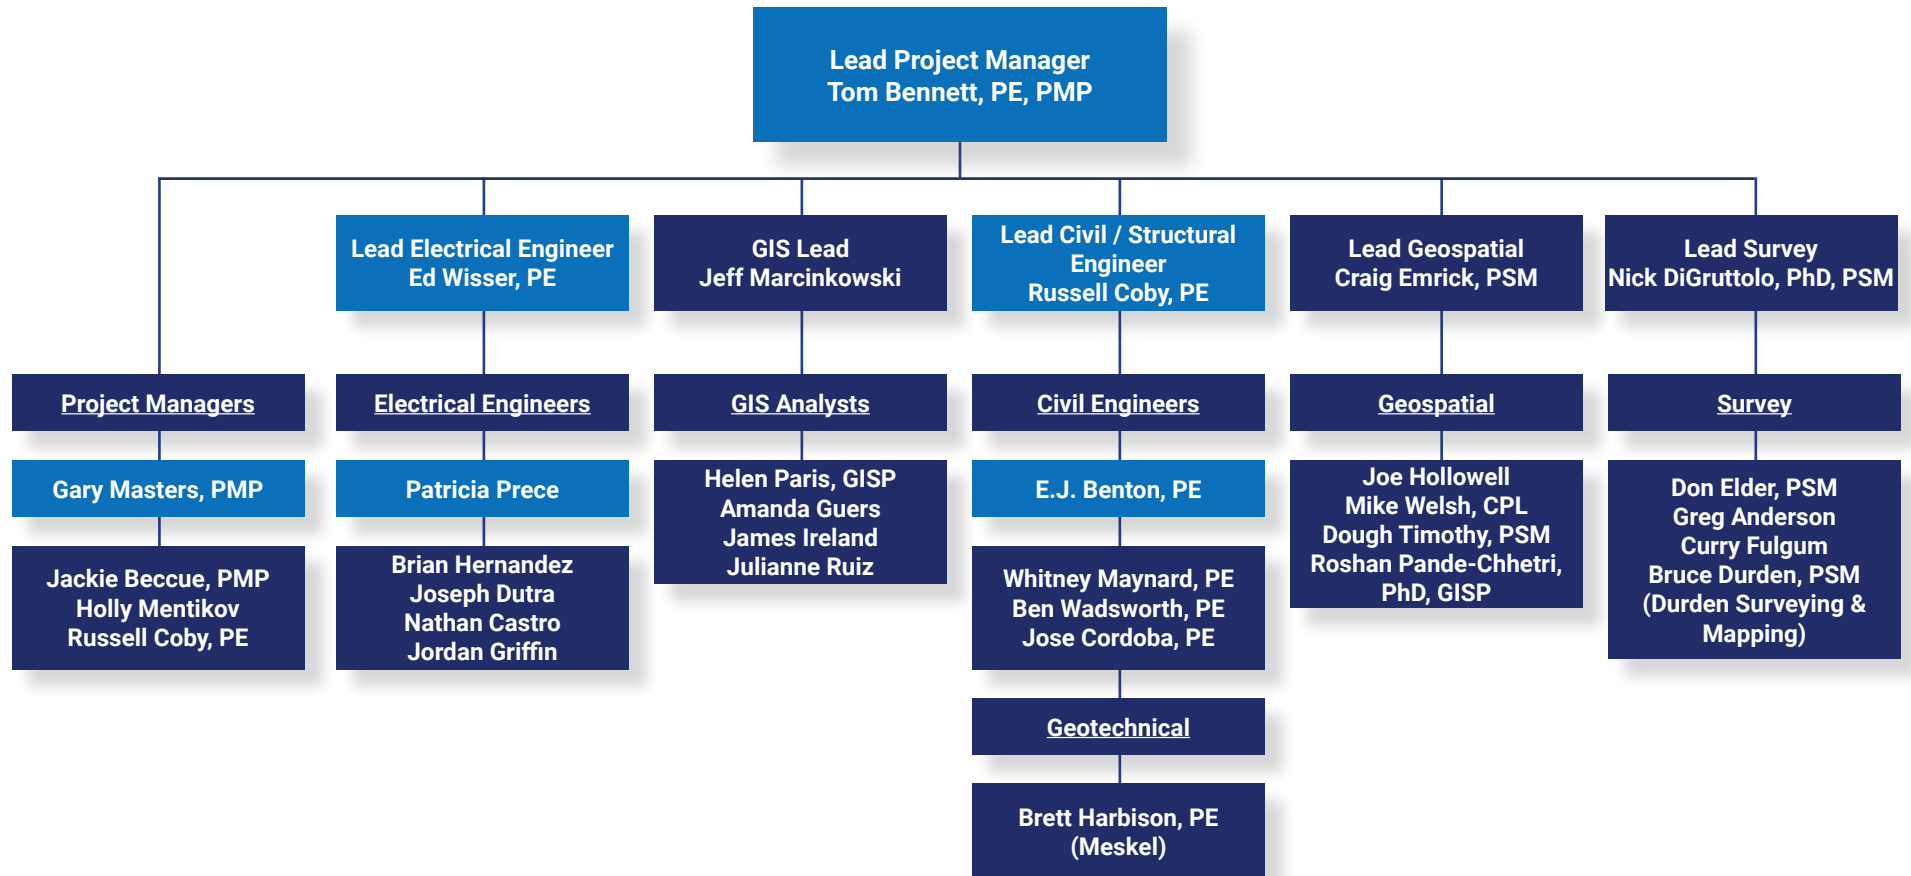 Lead Project Manager
Tom Bennett, PE, PMP
Lead Electrical Engineer
Ed Wisser, PE
GIS Lead
Jeff Marcinkowski
Lead Civil / Structural
Engineer
Russell Coby, PE
Lead Geospatial
Craig Emrick, PSM
Lead Survey
Nick DiGruttolo, PhD, PSM
Project Managers
Gary Masters, PMP
Jackie Beccue, PMP
Holly Mentikov
Russell Coby, PE
Electrical Engineers
Patricia Prece
Brian Hernandez
Joseph Dutra
Nathan Castro
Jordan Griffin
GIS Analysts
Helen Paris, GISP
Amanda Guers
James Ireland
Julianne Ruiz
Civil Engineers
E.J. Benton, PE
Whitney Maynard, PE
Ben Wadsworth, PE
Jose Cordoba, PE
Geotechnical
Brett Harbison, PE
(Meskel)
Geospatial
Joe Hollowell
Mike Welsh, CPL
Dough Timothy, PSM
Roshan Pande-Chhetri,
PhD, GISP
Survey
Don Elder, PSM
Greg Anderson
Curry Fulgum
Bruce Durden, PSM
(Durden Surveying &
Mapping)